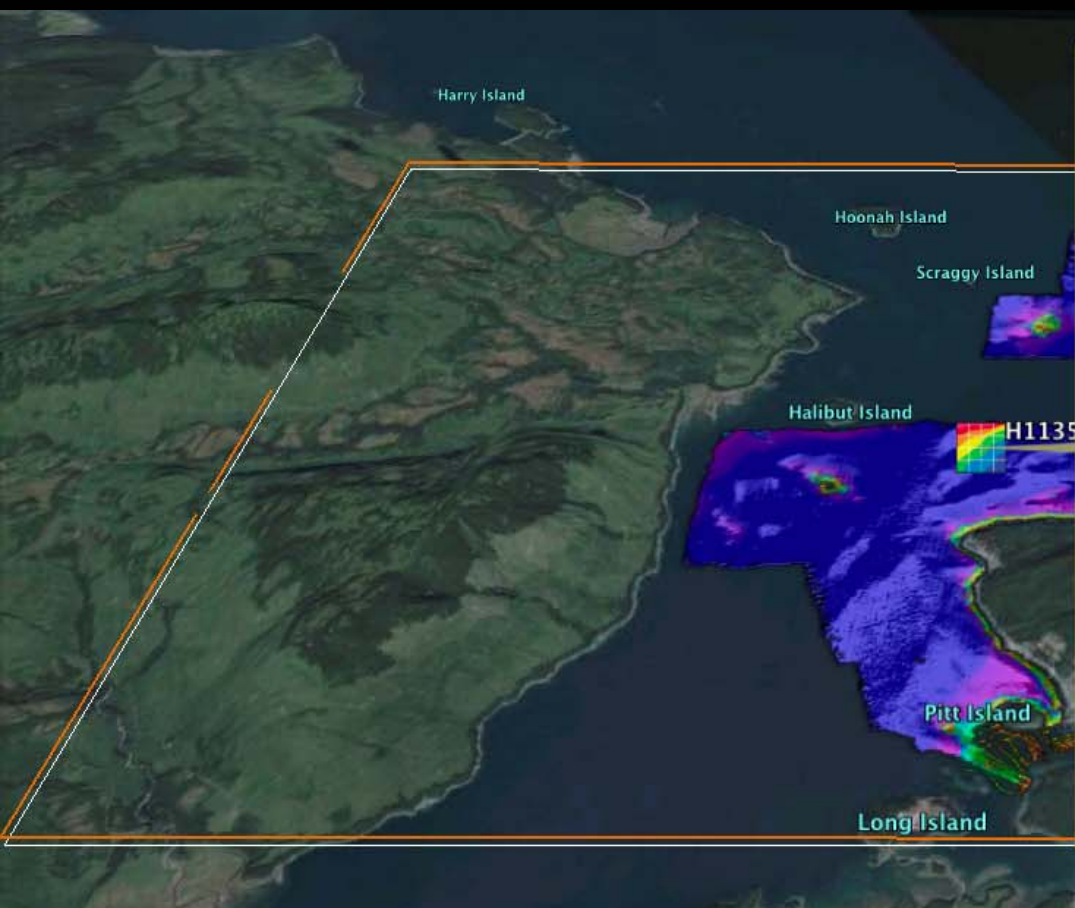 Harry Island
Hoonah Island
Scraggy Island
Halibut Island
H1135
Pitt Island
Long Island